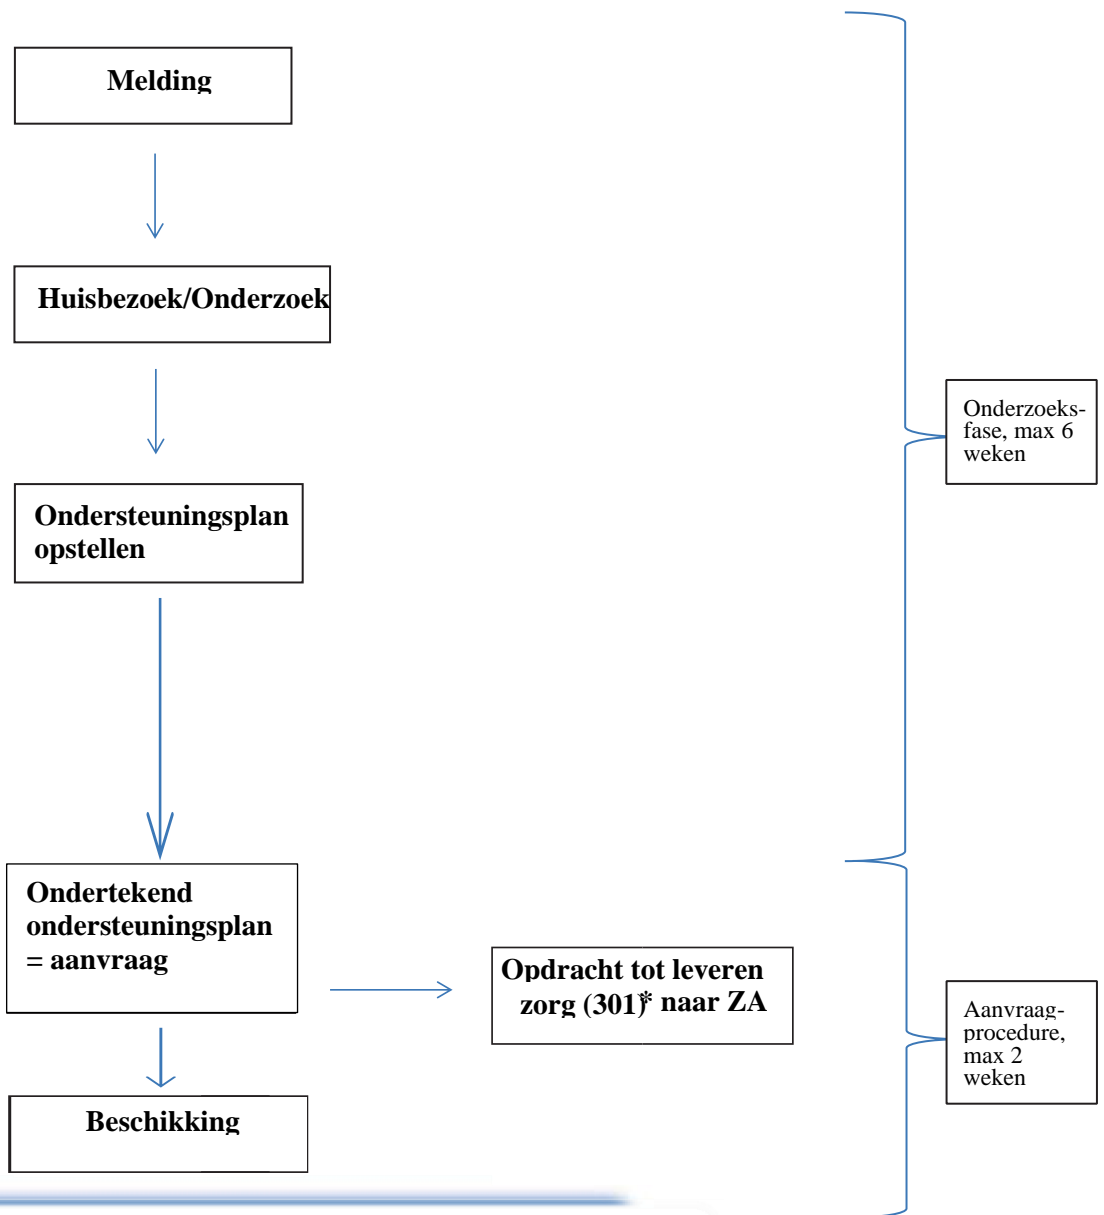 Melding
Huisbezoek/Onderzoek
Onderzoeks-
fase, max 6
weken
Ondersteuningsplan
opstellen
Ondertekend
ondersteuningsplan
= aanvraag
Opdracht tot leveren
zorg (301)* naar ZA
Aanvraag-
procedure,
max 2
weken
Beschikking